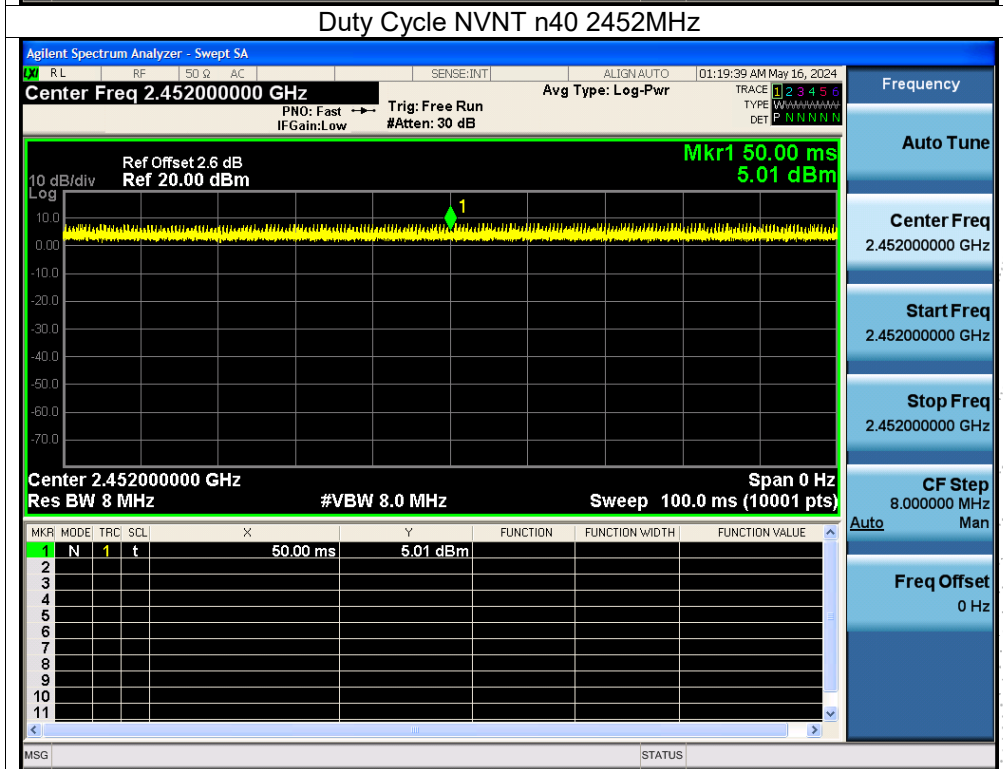 Duty Cycle NVNT n40 2452MHz
Agilent Spectrum Analyzer - Swept SA
LXI RL RF 50 Ω AC SENSE:INT ALIGN AUTO 01:19:39 AM May 16, 2024
Center Freq 2.452000000 GHz Avg Type: Log-Pwr TRACE 1 2 3 4 5 6
PNO: Fast Trig: Free Run TYPE WWWWWW
IFGain:Low #Atten: 30 dB DET P N N N N N
Mkr1 50.00 ms
Ref Offset 2.6 dB
10 dB/div Ref 20.00 dBm 5.01 dBm
Log
1
10.0
0.00
-10.0
-20.0
-30.0
-40.0
-50.0
-60.0
-70.0
Center 2.452000000 GHz Span 0 Hz
Res BW 8 MHz #VBW 8.0 MHz Sweep 100.0 ms (10001 pts)
MKR MODE TRC SCL X Y FUNCTION FUNCTION WIDTH FUNCTION VALUE
1 N 1 t 50.00 ms 5.01 dBm
2
3
4
5
6
7
8
9
10
11
MSG STATUS
Frequency
Auto Tune
Center Freq
2.452000000 GHz
Start Freq
2.452000000 GHz
Stop Freq
2.452000000 GHz
CF Step
8.000000 MHz
Auto Man
Freq Offset
0 Hz